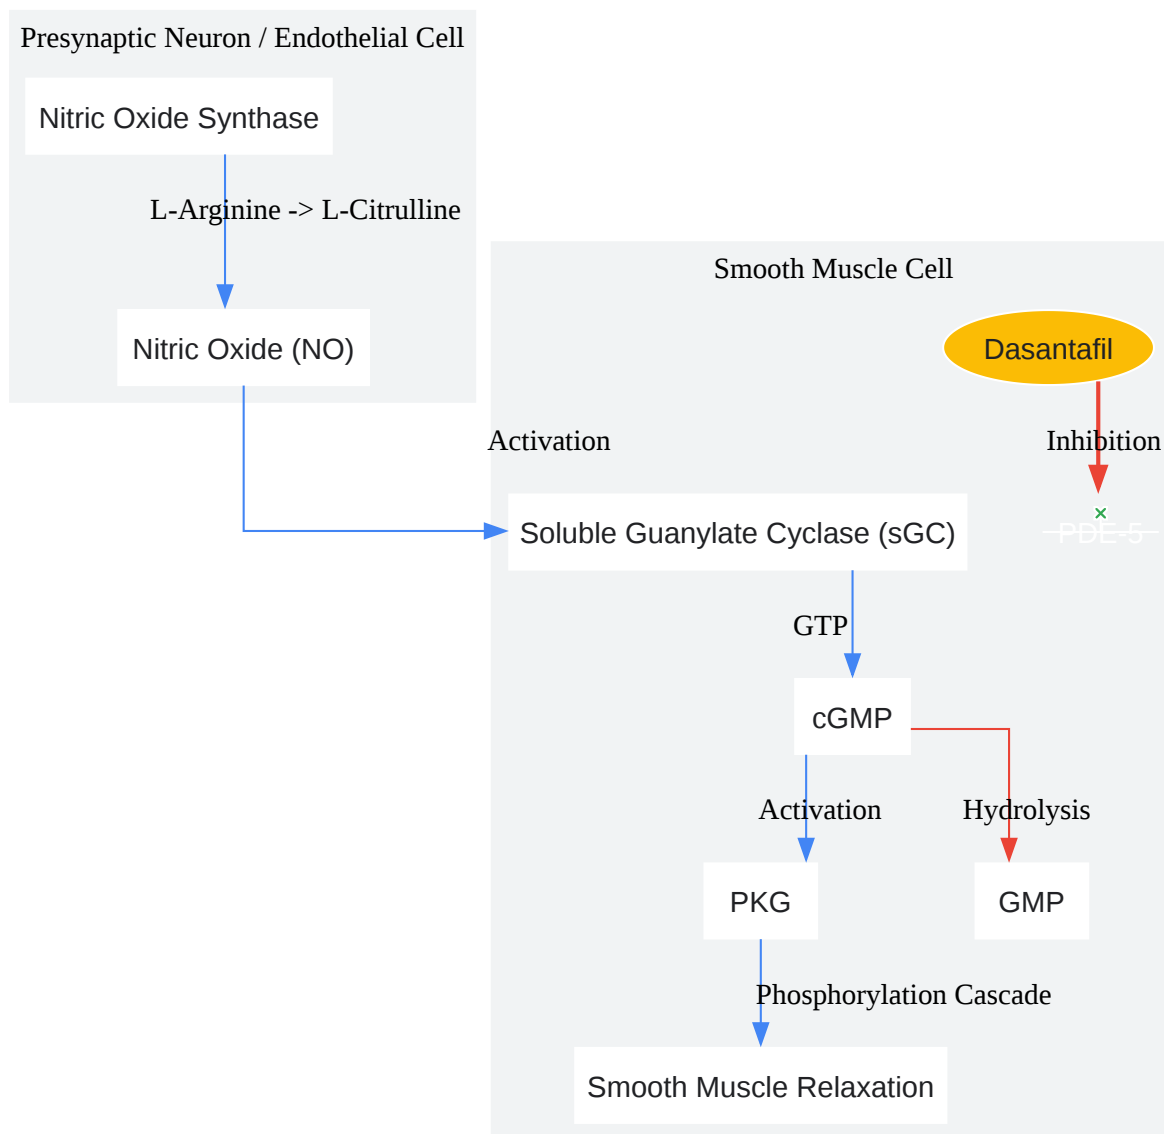 Presynaptic Neuron / Endothelial Cell
Nitric Oxide Synthase
L-Arginine -> L-Citrulline
Nitric Oxide (NO)
Smooth Muscle Cell
Dasantafil
Activation
Inhibition
Soluble Guanylate Cyclase (sGC)
PDE-5
GTP
cGMP
Activation
Hydrolysis
PKG
GMP
Phosphorylation Cascade
Smooth Muscle Relaxation